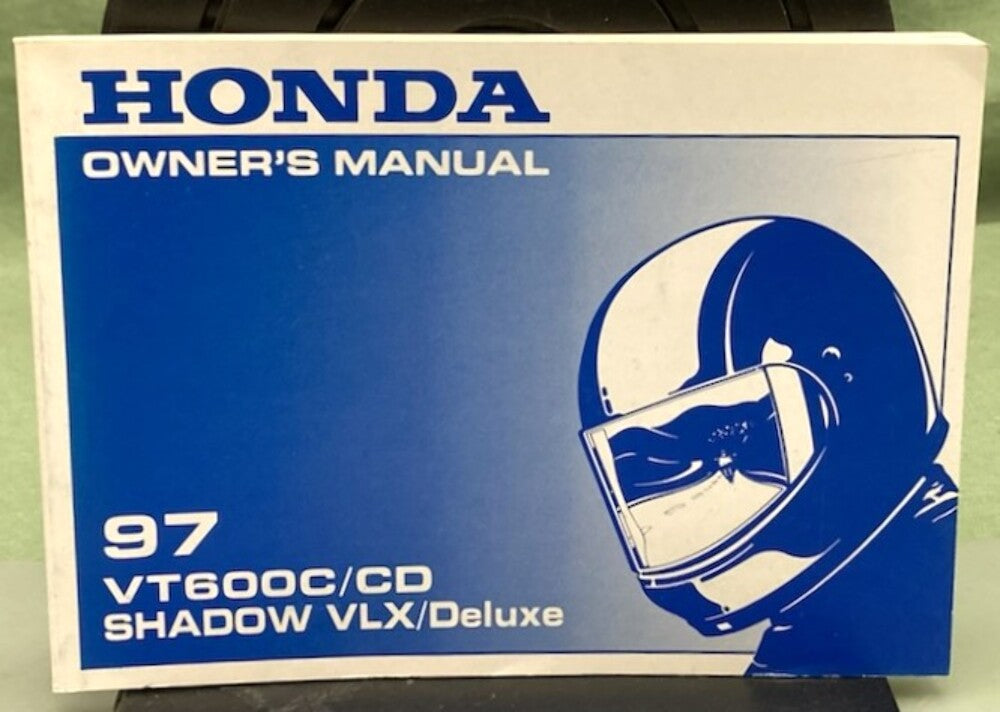 HONDA
OWNER'S MANUAL
97
VT600C/CD
SHADOW VLX/Deluxe